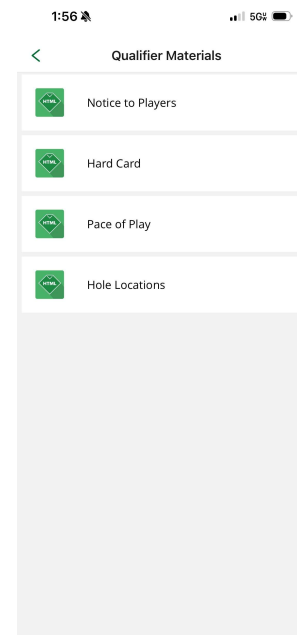 1:56
5G
Qualifier Materials
HTML
Notice to Players
HTML
Hard Card
HTML
Pace of Play
HTML
Hole Locations